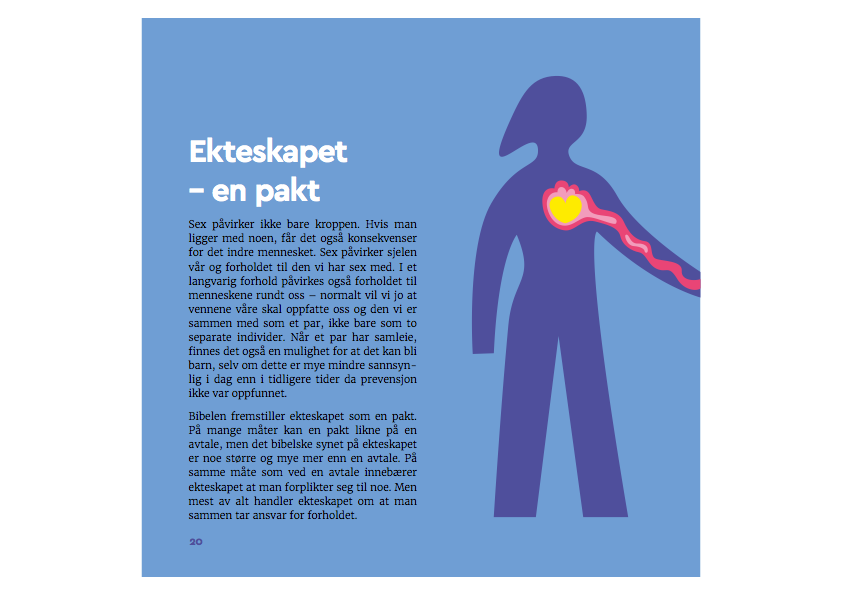 Ekteskapet
– en pakt
Sex påvirker ikke bare kroppen. Hvis man
ligger med noen, får det også konsekvenser
for det indre mennesket. Sex påvirker sjelen
vår og forholdet til den vi har sex med. I et
langvarig forhold påvirkes også forholdet til
menneskene rundt oss – normalt vil vi jo at
vennene våre skal oppfatte oss og den vi er
sammen med som et par, ikke bare som to
separate individer. Når et par har samleie,
finnes det også en mulighet for at det kan bli
barn, selv om dette er mye mindre sannsyn-
lig i dag enn i tidligere tider da prevensjon
ikke var oppfunnet.
Bibelen fremstiller ekteskapet som en pakt.
På mange måter kan en pakt likne på en
avtale, men det bibelske synet på ekteskapet
er noe større og mye mer enn en avtale. På
samme måte som ved en avtale innebærer
ekteskapet at man forplikter seg til noe. Men
mest av alt handler ekteskapet om at man
sammen tar ansvar for forholdet.
20